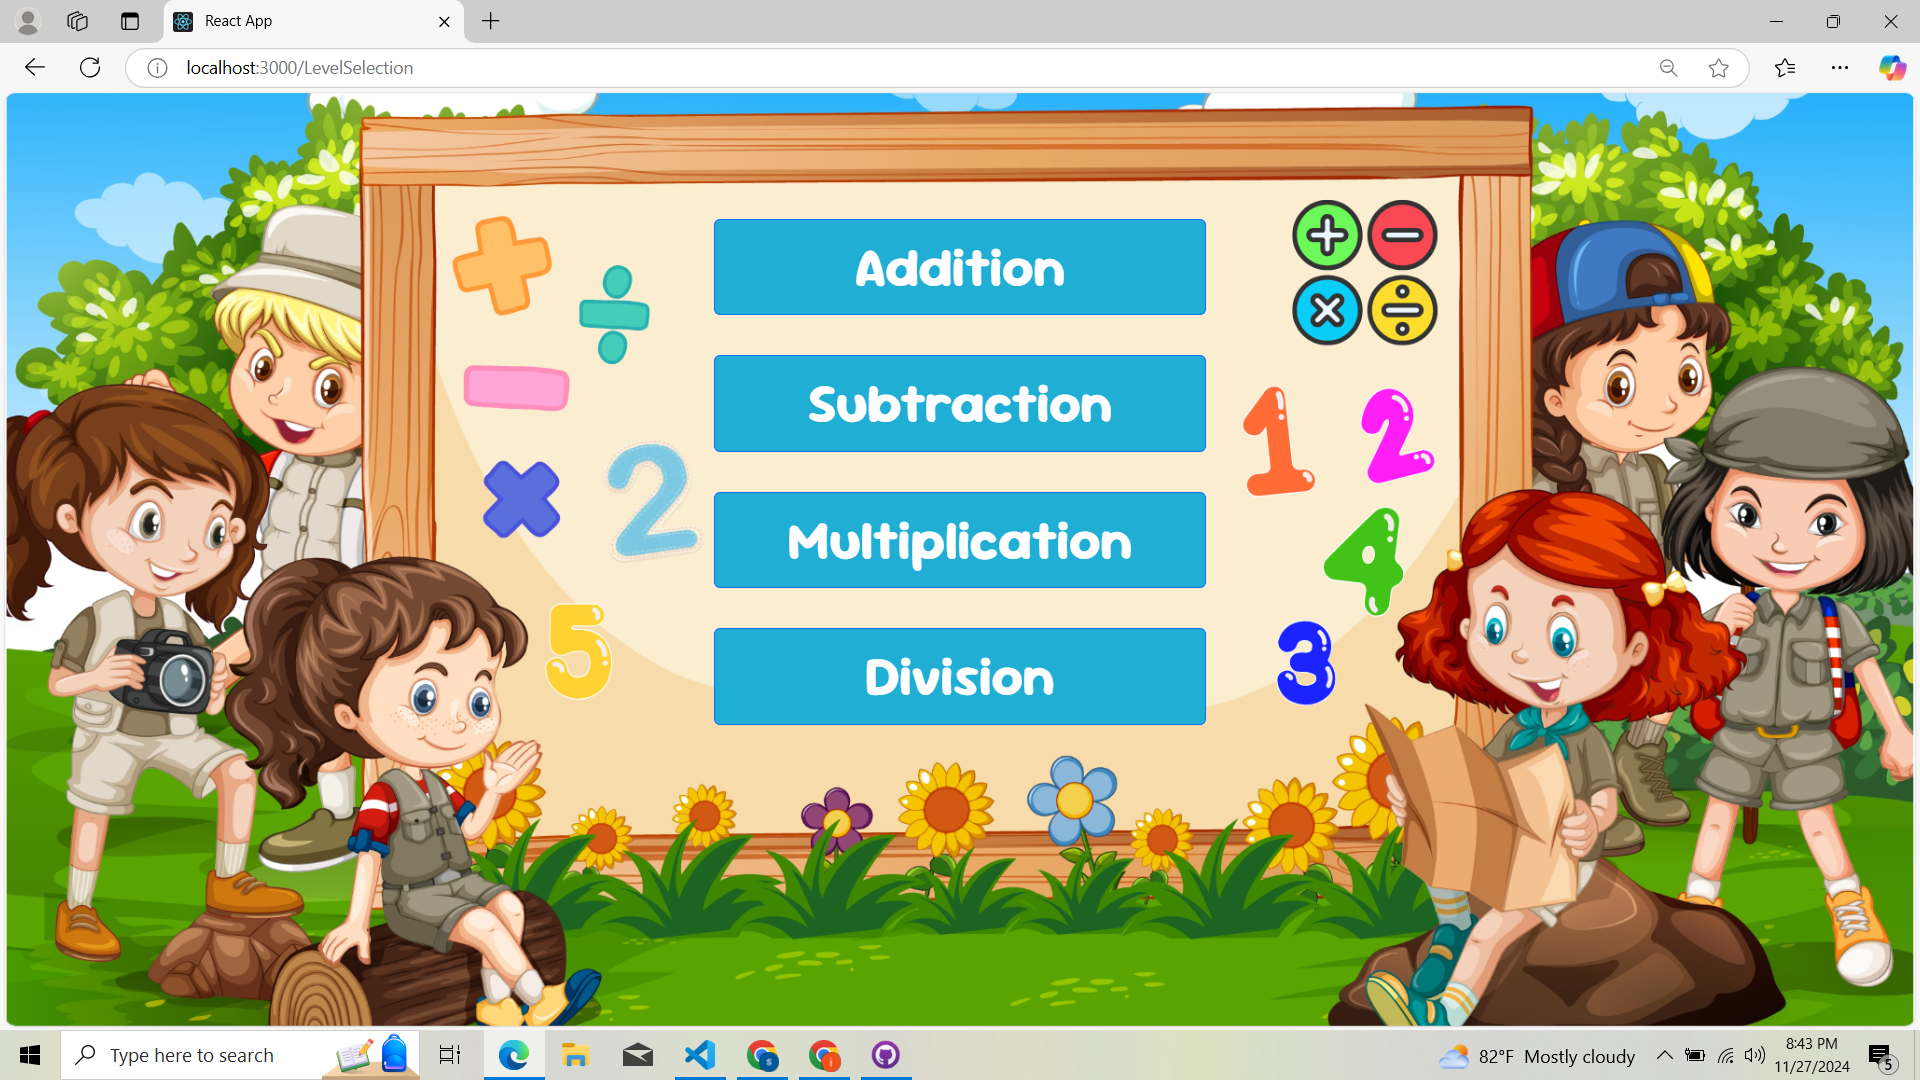 React App
localhost:3000/LevelSelection
Addition
Subtraction
Multiplication
Division
2
5
1 2
4
3
Type here to search
82°F Mostly cloudy
8:43 PM
11/27/2024
5